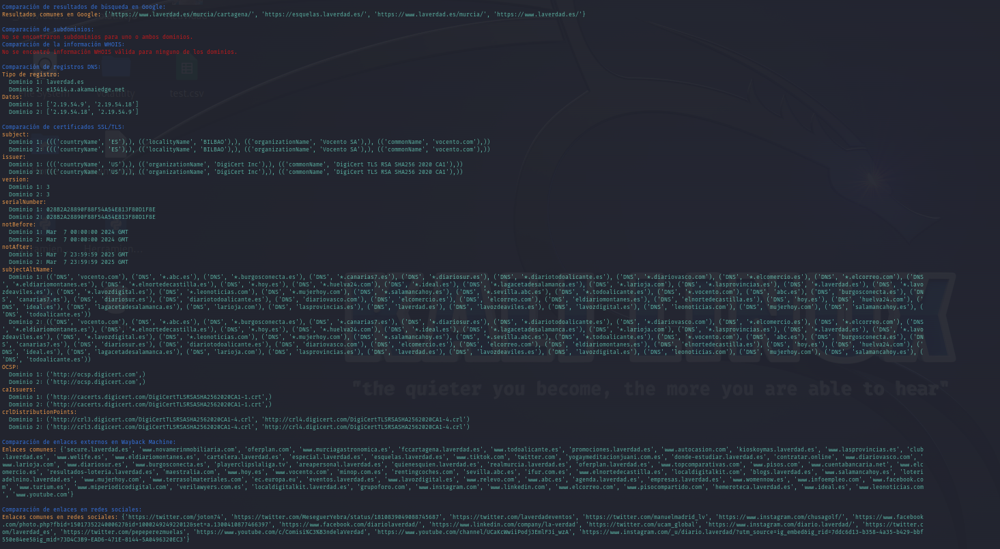 Comparación de resultados de búsqueda en Google:
Resultados comunes en Google: {'https://www.laverdad.es/murcia/cartagena/', 'https://esquelas.laverdad.es/', 'https://www.laverdad.es/murcia/', 'https://www.laverdad.es/'}
Comparación de subdominios:
No se encontraron subdominios para uno o ambos dominios.
Comparación de la información WHOIS:
No se encontró información WHOIS válida para ninguno de los dominios.
Comparación de registros DNS:
Tipo de registro:
Dominio 1: laverdad.es
Dominio 2: e15414.a.akamaiedge.net
test.csv
Datos:
Dominio 1: ['2.19.54.9', '2.19.54.18']
Dominio 2: ['2.19.54.18', '2.19.54.9']
Comparación de certificados SSL/TLS:
subject:
Dominio 1: ((('countryName', 'ES'),), (('localityName', 'BILBAO'),), (('organizationName', 'Vocento SA'),), (('commonName', 'vocento.com'),))
Dominio 2: ((('countryName', 'ES'),), (('localityName', 'BILBAO'),), (('organizationName', 'Vocento SA'),), (('commonName', 'vocento.com'),))
issuer:
Dominio 1: ((('countryName', 'US'),), (('organizationName', 'DigiCert Inc'),), (('commonName', 'DigiCert TLS RSA SHA256 2020 CA1'),))
Dominio 2: ((('countryName', 'US'),), (('organizationName', 'DigiCert Inc'),), (('commonName', 'DigiCert TLS RSA SHA256 2020 CA1'),))
version:
Dominio 1: 3
Dominio 2: 3
serialNumber:
Dominio 1: 028B2A28890F88F54A54E813F80D1F8E
Dominio 2: 028B2A28890F88F54A54E813F80D1F8E
notBefore:
Dominio 1: Mar  7 00:00:00 2024 GMT
Dominio 2: Mar  7 00:00:00 2024 GMT
notAfter:
Dominio 1: Mar  7 23:59:59 2025 GMT
Dominio 2: Mar  7 23:59:59 2025 GMT
subjectAltName:
Dominio 1: (('DNS', 'vocento.com'), ('DNS', '*.abc.es'), ('DNS', '*.burgosconecta.es'), ('DNS', '*.canarias7.es'), ('DNS', '*.diariosur.es'), ('DNS', '*.diariotodoalicante.es'), ('DNS', '*.diariovasco.com'), ('DNS', '*.elcomercio.es'), ('DNS', '*.elcorreo.com'), ('DNS
', '*.eldiariomontanes.es'), ('DNS', '*.elnortedecastilla.es'), ('DNS', '*.hoy.es'), ('DNS', '*.huelva24.com'), ('DNS', '*.ideal.es'), ('DNS', '*.lagacetadesalamanca.es'), ('DNS', '*.larioja.com'), ('DNS', '*.lasprovincias.es'), ('DNS', '*.laverdad.es'), ('DNS', '*.lavo
zdeaviles.es'), ('DNS', '*.lavozdigital.es'), ('DNS', '*.leonoticias.com'), ('DNS', '*.mujerhoy.com'), ('DNS', '*.salamancahoy.es'), ('DNS', '*.sevilla.abc.es'), ('DNS', '*.todoalicante.es'), ('DNS', '*.vocento.com'), ('DNS', 'abc.es'), ('DNS', 'burgosconecta.es'), ('DN
S', 'canarias7.es'), ('DNS', 'diariosur.es'), ('DNS', 'diariotodoalicante.es'), ('DNS', 'diariovasco.com'), ('DNS', 'elcomercio.es'), ('DNS', 'elcorreo.com'), ('DNS', 'eldiariomontanes.es'), ('DNS', 'elnortedecastilla.es'), ('DNS', 'hoy.es'), ('DNS', 'huelva24.com'), ('
DNS', 'ideal.es'), ('DNS', 'lagacetadesalamanca.es'), ('DNS', 'larioja.com'), ('DNS', 'lasprovincias.es'), ('DNS', 'laverdad.es'), ('DNS', 'lavozdeaviles.es'), ('DNS', 'lavozdigital.es'), ('DNS', 'leonoticias.com'), ('DNS', 'mujerhoy.com'), ('DNS', 'salamancahoy.es'), (
'DNS', 'todoalicante.es'))
Dominio 2: (('DNS', 'vocento.com'), ('DNS', '*.abc.es'), ('DNS', '*.burgosconecta.es'), ('DNS', '*.canarias7.es'), ('DNS', '*.diariosur.es'), ('DNS', '*.diariotodoalicante.es'), ('DNS', '*.diariovasco.com'), ('DNS', '*.elcomercio.es'), ('DNS', '*.elcorreo.com'), ('DNS
', '*.eldiariomontanes.es'), ('DNS', '*.elnortedecastilla.es'), ('DNS', '*.hoy.es'), ('DNS', '*.huelva24.com'), ('DNS', '*.ideal.es'), ('DNS', '*.lagacetadesalamanca.es'), ('DNS', '*.larioja.com'), ('DNS', '*.lasprovincias.es'), ('DNS', '*.laverdad.es'), ('DNS', '*.lavo
zdeaviles.es'), ('DNS', '*.lavozdigital.es'), ('DNS', '*.leonoticias.com'), ('DNS', '*.mujerhoy.com'), ('DNS', '*.salamancahoy.es'), ('DNS', '*.sevilla.abc.es'), ('DNS', '*.todoalicante.es'), ('DNS', '*.vocento.com'), ('DNS', 'abc.es'), ('DNS', 'burgosconecta.es'), ('DN
S', 'canarias7.es'), ('DNS', 'diariosur.es'), ('DNS', 'diariotodoalicante.es'), ('DNS', 'diariovasco.com'), ('DNS', 'elcomercio.es'), ('DNS', 'elcorreo.com'), ('DNS', 'eldiariomontanes.es'), ('DNS', 'elnortedecastilla.es'), ('DNS', 'hoy.es'), ('DNS', 'huelva24.com'), ('
DNS', 'ideal.es'), ('DNS', 'lagacetadesalamanca.es'), ('DNS', 'larioja.com'), ('DNS', 'lasprovincias.es'), ('DNS', 'laverdad.es'), ('DNS', 'lavozdeaviles.es'), ('DNS', 'lavozdigital.es'), ('DNS', 'leonoticias.com'), ('DNS', 'mujerhoy.com'), ('DNS', 'salamancahoy.es'), (
'DNS', 'todoalicante.es'))
OCSP:
Dominio 1: ('http://ocsp.digicert.com',)
Dominio 2: ('http://ocsp.digicert.com',)
"the quieter you become, the more you are able to hear"
caIssuers:
Dominio 1: ('http://cacerts.digicert.com/DigiCertTLSRSASHA2562020CA1-1.crt',)
Dominio 2: ('http://cacerts.digicert.com/DigiCertTLSRSASHA2562020CA1-1.crt',)
crlDistributionPoints:
Dominio 1: ('http://crl3.digicert.com/DigiCertTLSRSASHA2562020CA1-4.crl', 'http://crl4.digicert.com/DigiCertTLSRSASHA2562020CA1-4.crl')
Dominio 2: ('http://crl3.digicert.com/DigiCertTLSRSASHA2562020CA1-4.crl', 'http://crl4.digicert.com/DigiCertTLSRSASHA2562020CA1-4.crl')
Comparación de enlaces externos en Wayback Machine:
Enlaces comunes: {'secure.laverdad.es', 'www.novamerinmobiliaria.com', 'oferplan.com', 'www.murciagastronomica.es', 'fccartagena.laverdad.es', 'www.todoalicante.es', 'promociones.laverdad.es', 'www.autocasion.com', 'kioskoymas.laverdad.es', 'www.lasprovincias.es', 'club
.laverdad.es', 'www.welife.es', 'www.eldiariomontanes.es', 'cartelera.laverdad.es', 'especial.laverdad.es', 'esquelas.laverdad.es', 'www.tiktok.com', 'twitter.com', 'yogaymeditacionjuani.com.es', 'donde-estudiar.laverdad.es', 'contratar.online', 'www.diariovasco.com', '
www.larioja.com', 'www.diariosur.es', 'www.burgosconecta.es', 'playerclipslaliga.tv', 'areapersonal.laverdad.es', 'quienesquien.laverdad.es', 'realmurcia.laverdad.es', 'oferplan.laverdad.es', 'www.topcomparativas.com', 'www.pisos.com', 'www.cuentabancaria.net', 'www.elc
omercio.es', 'resultados-loteria.laverdad.es', 'maestralia.com', 'www.hoy.es', 'www.vocento.com', 'minop.com.es', 'rentingcoches.com', 'sevilla.abc.es', 'ifur.com.es', 'www.elnortedecastilla.es', 'localdigitalkit.com', 'blogs.laverdad.es', 'www.salamancahoy.es', 'loteri
adelnino.laverdad.es', 'www.mujerhoy.com', 'www.terrasolmateriales.com', 'ec.europa.eu', 'eventos.laverdad.es', 'www.lavozdigital.es', 'www.relevo.com', 'www.abc.es', 'agenda.laverdad.es', 'empresas.laverdad.es', 'www.womennow.es', 'www.infoempleo.com', 'www.facebook.co
m', 'www.turium.es', 'www.miperiodicodigital.com', 'verilawyers.com.es', 'localdigitalkit.laverdad.es', 'grupoforo.com', 'www.instagram.com', 'www.linkedin.com', 'www.elcorreo.com', 'www.pisocompartido.com', 'hemeroteca.laverdad.es', 'www.ideal.es', 'www.leonoticias.com
', 'www.youtube.com'}
Comparación de enlaces en redes sociales:
Enlaces comunes en redes sociales: {'https://twitter.com/joton74', 'https://twitter.com/MeseguerYebra/status/1810839049088745687', 'https://twitter.com/laverdadeventos', 'https://twitter.com/manuelmadrid_lv', 'https://www.instagram.com/chusagolf/', 'https://www.facebook
.com/photo.php?fbid=1501735224000627&id=100024924922012&set=a.1300410877466397', 'https://www.facebook.com/diariolaverdad/', 'https://www.linkedin.com/company/la-verdad', 'https://twitter.com/ucam_global', 'https://www.instagram.com/diario.laverdad/', 'https://twitter.c
om/laverdad_es', 'https://twitter.com/pepeperezmuelas', 'https://www.youtube.com/c/Comisi%C3%B3ndelaVerdad', 'https://www.youtube.com/channel/UCaKcWwiiPodj3EmlF3i_wzA', 'https://www.instagram.com/_u/diario.laverdad/?utm_source=ig_embed&ig_rid=7ddc6d13-b358-4a35-b429-bbf
550e84ee5&ig_mid=73D4C3B9-EAD6-471E-8144-5A0496320EC3'}